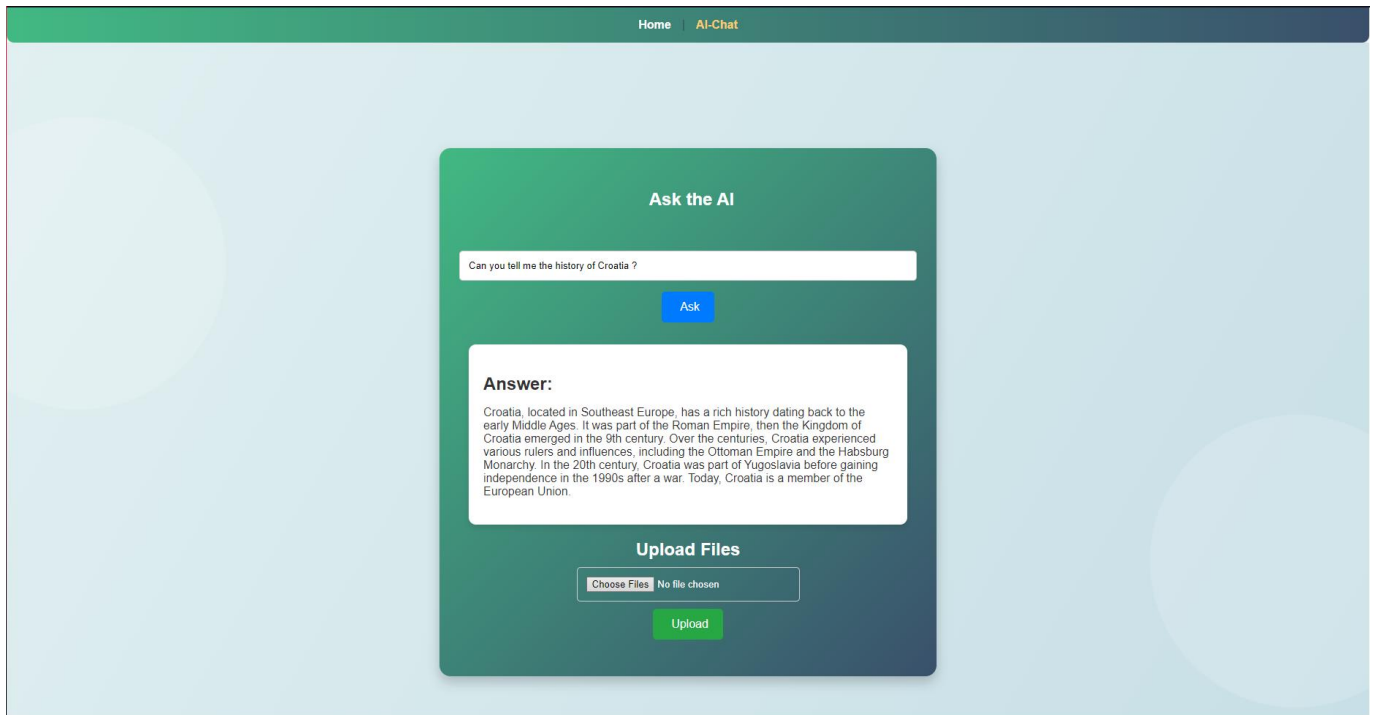 Home | AI-Chat
Ask the AI
Can you tell me the history of Croatia ?
Ask
Answer:
Croatia, located in Southeast Europe, has a rich history dating back to the
early Middle Ages. It was part of the Roman Empire, then the Kingdom of
Croatia emerged in the 9th century. Over the centuries, Croatia experienced
various rulers and influences, including the Ottoman Empire and the Habsburg
Monarchy. In the 20th century, Croatia was part of Yugoslavia before gaining
independence in the 1990s after a war. Today, Croatia is a member of the
European Union.
Upload Files
Choose Files No file chosen
Upload